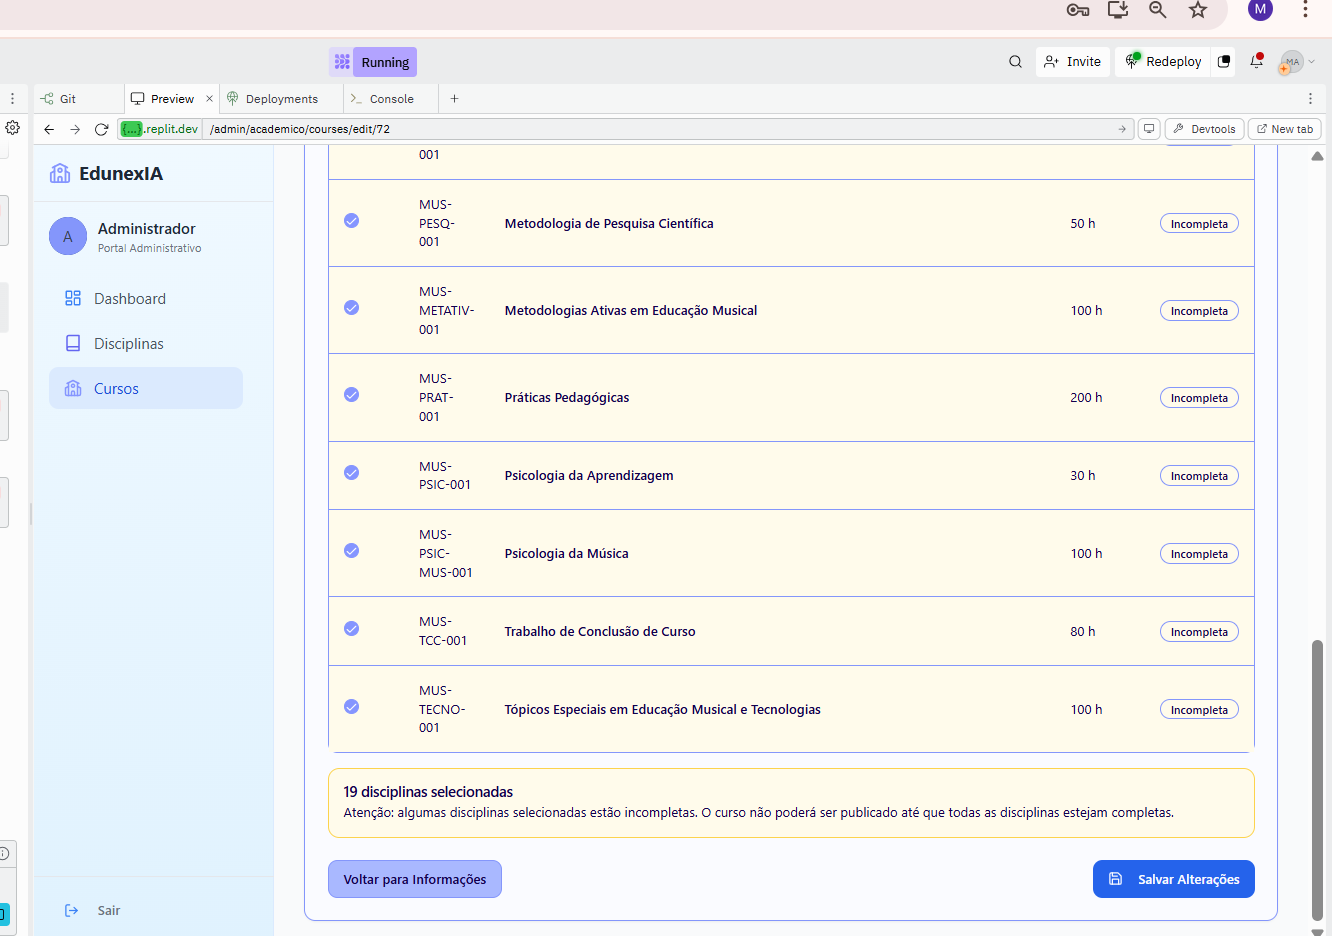 M
Running
Invite
Redeploy
MA
Git
Preview
Deployments
Console
{...}.replit.dev
/admin/academico/courses/edit/72
Devtools
New tab
EdunexIA
A
Administrador
Portal Administrativo
Dashboard
Disciplinas
Cursos
Sair
001
MUS-
PESQ-
001
Metodologia de Pesquisa Científica
50 h
Incompleta
MUS-
METATIV-
001
Metodologias Ativas em Educação Musical
100 h
Incompleta
MUS-
PRAT-
001
Práticas Pedagógicas
200 h
Incompleta
MUS-
PSIC-001
Psicologia da Aprendizagem
30 h
Incompleta
MUS-
PSIC-
MUS-001
Psicologia da Música
100 h
Incompleta
MUS-
TCC-001
Trabalho de Conclusão de Curso
80 h
Incompleta
MUS-
TECNO-
001
Tópicos Especiais em Educação Musical e Tecnologias
100 h
Incompleta
19 disciplinas selecionadas
Atenção: algumas disciplinas selecionadas estão incompletas. O curso não poderá ser publicado até que todas as disciplinas estejam completas.
Voltar para Informações
Salvar Alterações